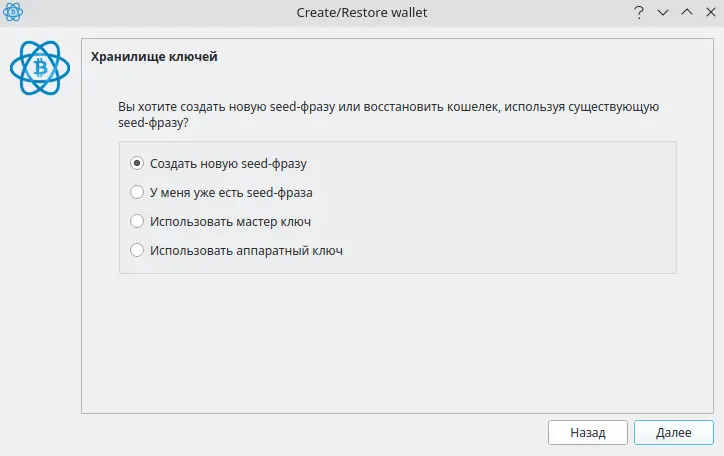 Create/Restore wallet
Хранилище ключей
Вы хотите создать новую seed-фразу или восстановить кошелек, используя существующую
seed-фразу?
Создать новую seed-фразу
У меня уже есть seed-фраза
Использовать мастер ключ
Использовать аппаратный ключ
Назад
Далее